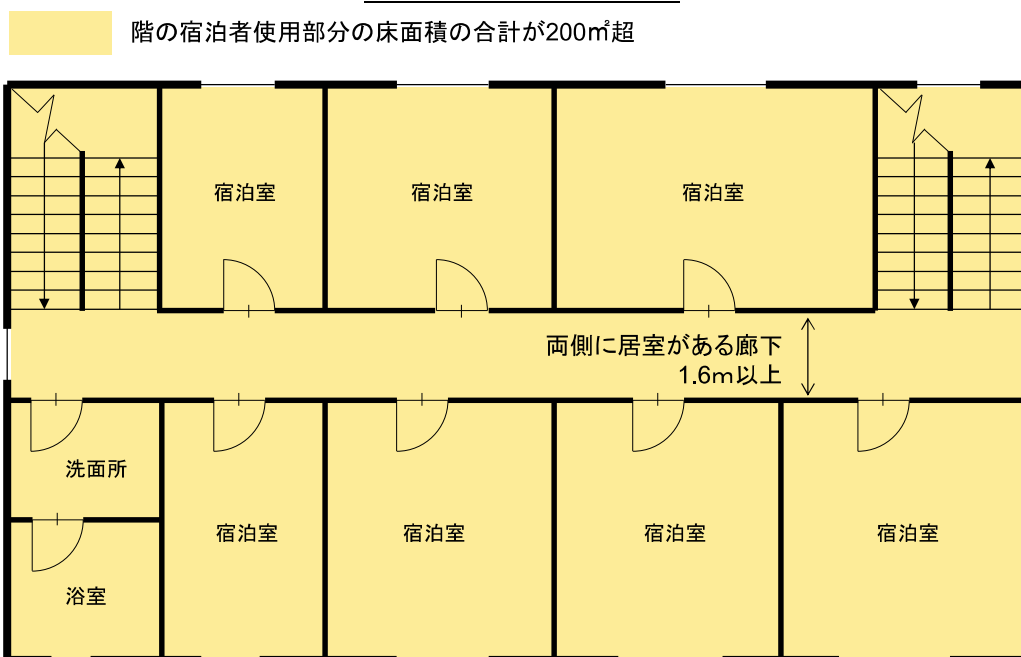 階の宿泊者使用部分の床面積の合計が200㎡超
宿泊室
宿泊室
宿泊室
両側に居室がある廊下
1.6m以上
洗面所
宿泊室
宿泊室
宿泊室
宿泊室
浴室